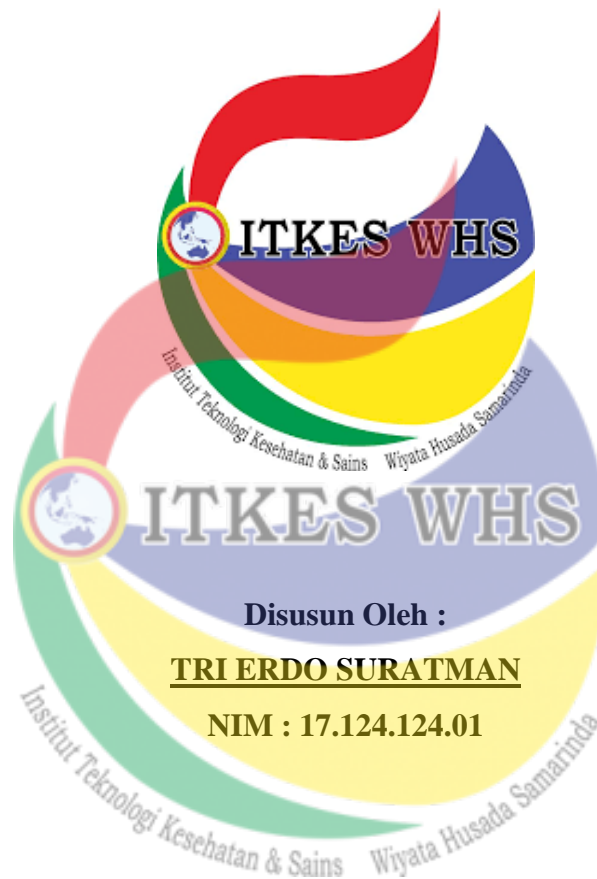 ITKES WHS
Institut Teknologi Kesehatan & Sains Wiyata Husada Samarinda
ITKES WHS
Disusun Oleh :
TRI ERDO SURATMAN
NIM : 17.124.124.01
Institut Teknologi Kesehatan & Sains Wiyata Husada Samarinda